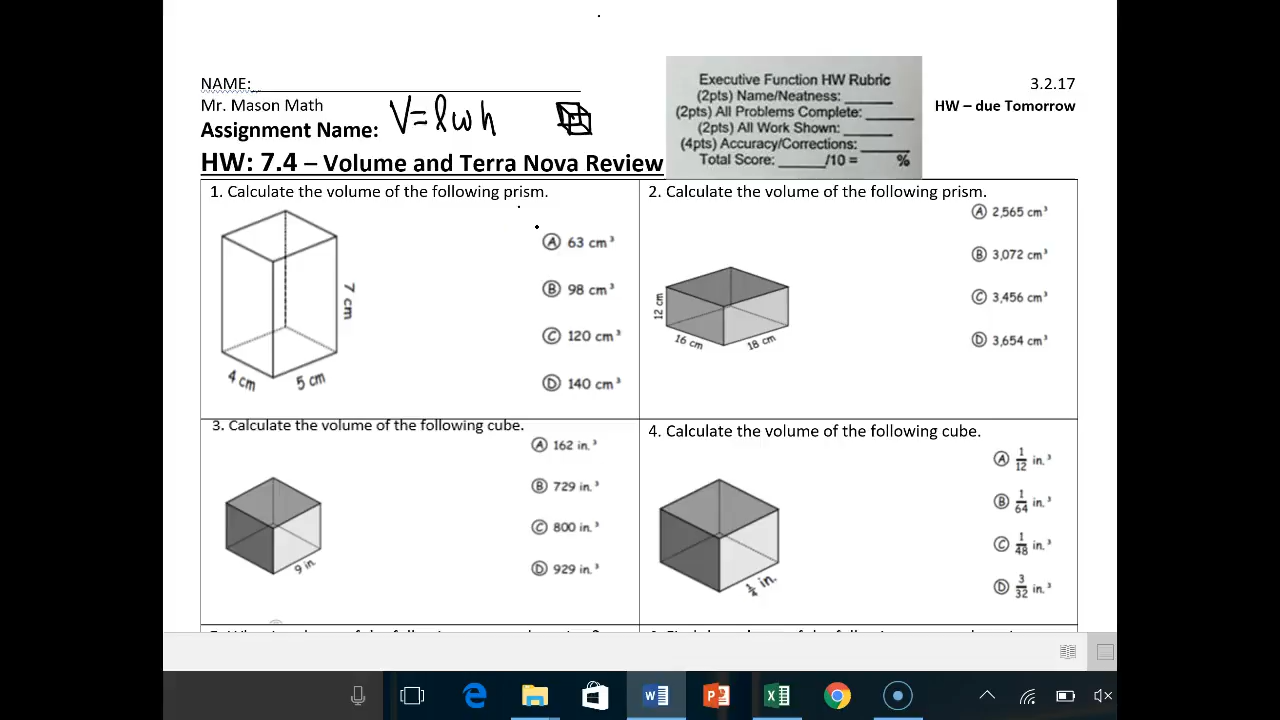 NAME:
Mr. Mason Math
Assignment Name:
V=lwh
HW: 7.4 – Volume and Terra Nova Review
Executive Function HW Rubric
(2pts) Name/Neatness: ______
(2pts) All Problems Complete: ______
(2pts) All Work Shown: ______
(4pts) Accuracy/Corrections: ______
Total Score: ______/10 = %
3.2.17
HW – due Tomorrow
1. Calculate the volume of the following prism.
7 cm
4 cm
5 cm
A 63 cm³
B 98 cm³
C 120 cm³
D 140 cm³
2. Calculate the volume of the following prism.
12 cm
16 cm
18 cm
A 2,565 cm³
B 3,072 cm³
C 3,456 cm³
D 3,654 cm³
3. Calculate the volume of the following cube.
9 in.
A 162 in.³
B 729 in.³
C 800 in.³
D 929 in.³
4. Calculate the volume of the following cube.
1/4 in.
A 1/12 in.³
B 1/64 in.³
C 1/48 in.³
D 3/32 in.³